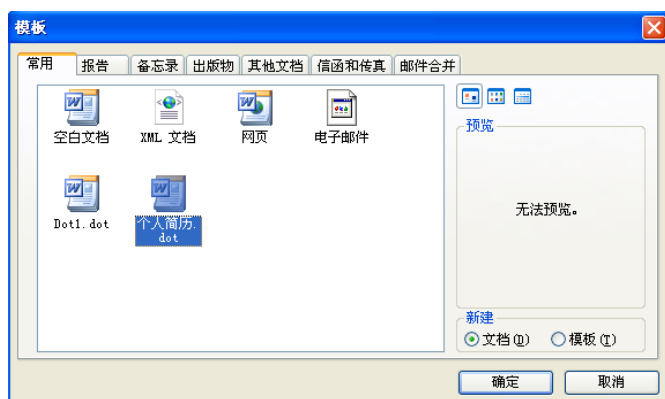 模板
常用 报告 备忘录 出版物 其他文档 信函和传真 邮件合并
空白文档 XML 文档 网页 电子邮件
Dot1.dot 个人简历.
dot
预览
无法预览。
新建
文档(D) 模板(T)
确定 取消